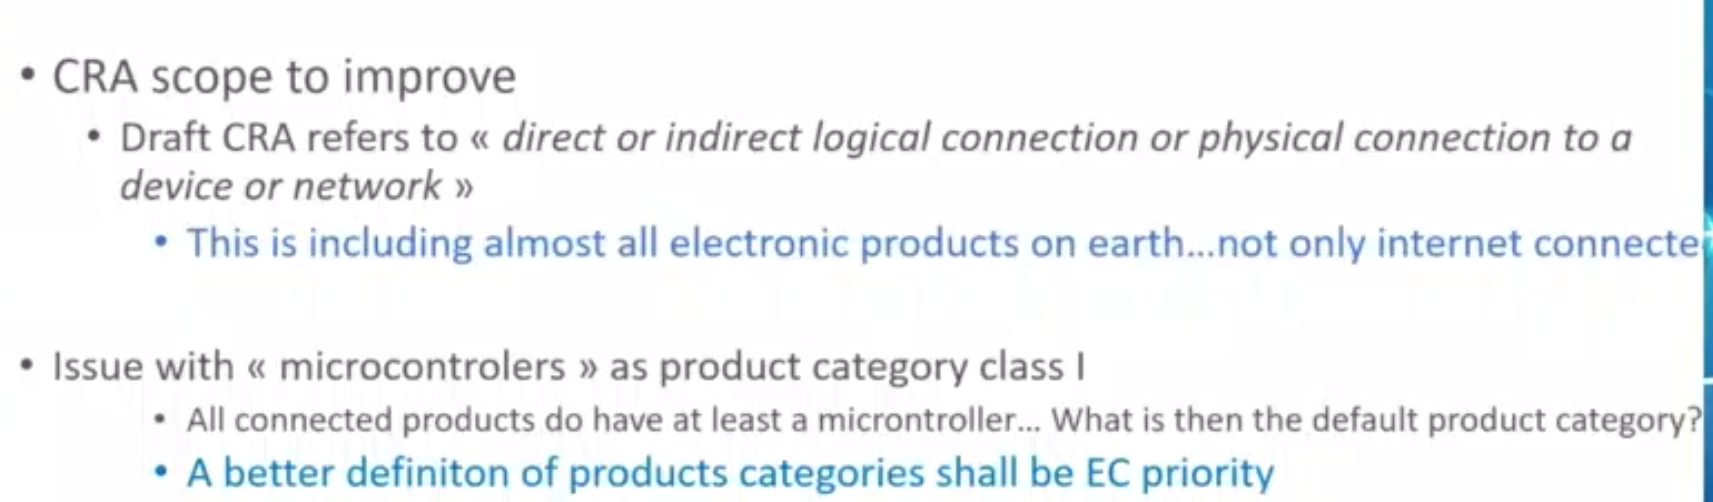 • CRA scope to improve
• Draft CRA refers to « direct or indirect logical connection or physical connection to a
device or network »
• This is including almost all electronic products on earth...not only internet connecte
• Issue with « microcontrolers » as product category class I
• All connected products do have at least a microntroller... What is then the default product category?
• A better definiton of products categories shall be EC priority